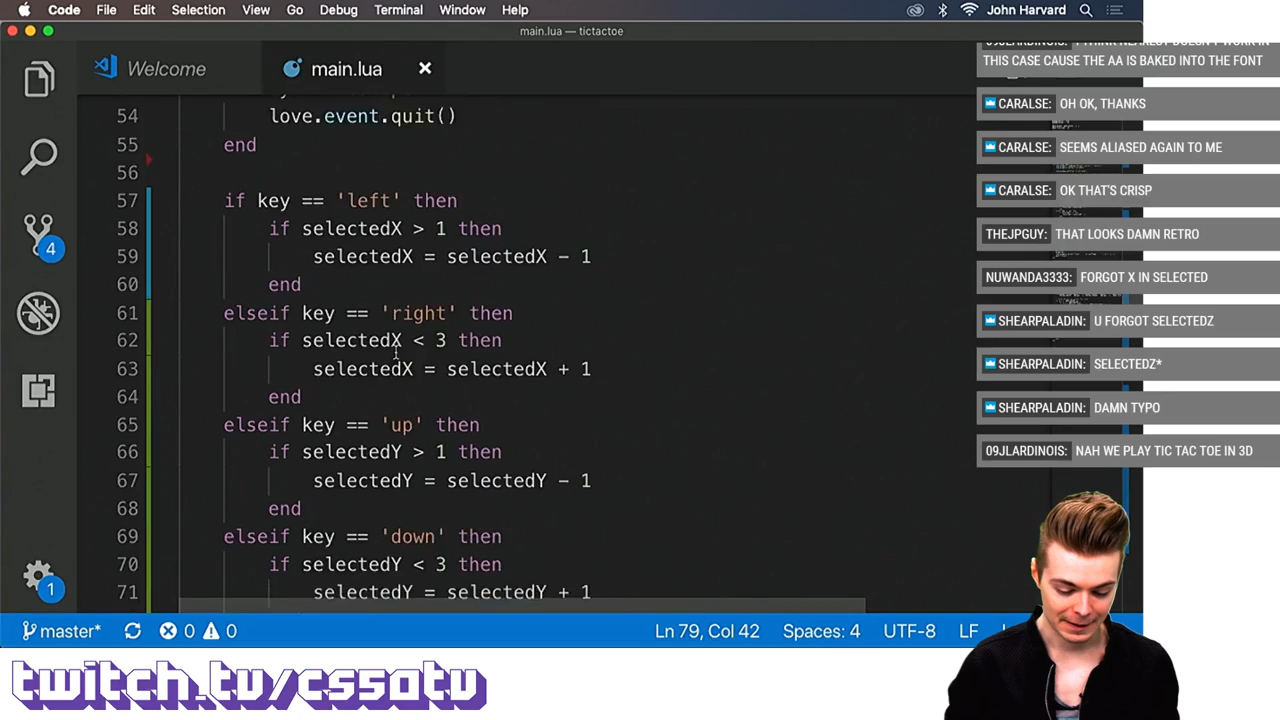 Code File Edit Selection View Go Debug Terminal Window Help John Harvard
main.lua — tictactoe
Welcome main.lua
54 love.event.quit()
55 end
56
57 if key == 'left' then
58 if selectedX > 1 then
59 selectedX = selectedX - 1
60 end
61 elseif key == 'right' then
62 if selectedX < 3 then
63 selectedX = selectedX + 1
64 end
65 elseif key == 'up' then
66 if selectedY > 1 then
67 selectedY = selectedY - 1
68 end
69 elseif key == 'down' then
70 if selectedY < 3 then
71 selectedY = selectedY + 1
4
1
master* 0 0 Ln 79, Col 42 Spaces: 4 UTF-8 LF
THIS CASE CAUSE THE AA IS BAKED INTO THE FONT
CARALSE: OH OK, THANKS
CARALSE: SEEMS ALIASED AGAIN TO ME
CARALSE: OK THAT'S CRISP
THEJPGUY: THAT LOOKS DAMN RETRO
NUWANDA3333: FORGOT X IN SELECTED
SHEARPALADIN: U FORGOT SELECTEDZ
SHEARPALADIN: SELECTEDZ*
SHEARPALADIN: DAMN TYPO
09JLARDINOIS: NAH WE PLAY TIC TAC TOE IN 3D
twitch.tv/cs50tv